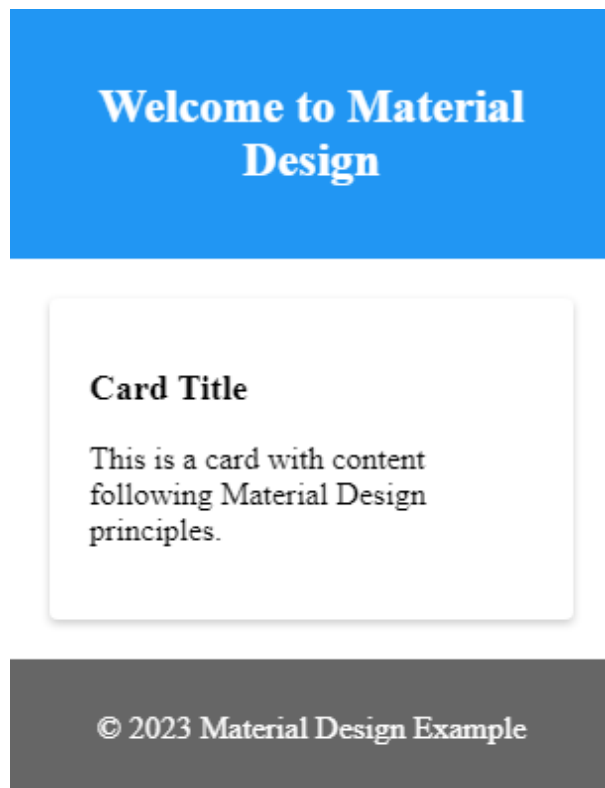 Welcome to Material
Design
Card Title
This is a card with content
following Material Design
principles.
© 2023 Material Design Example